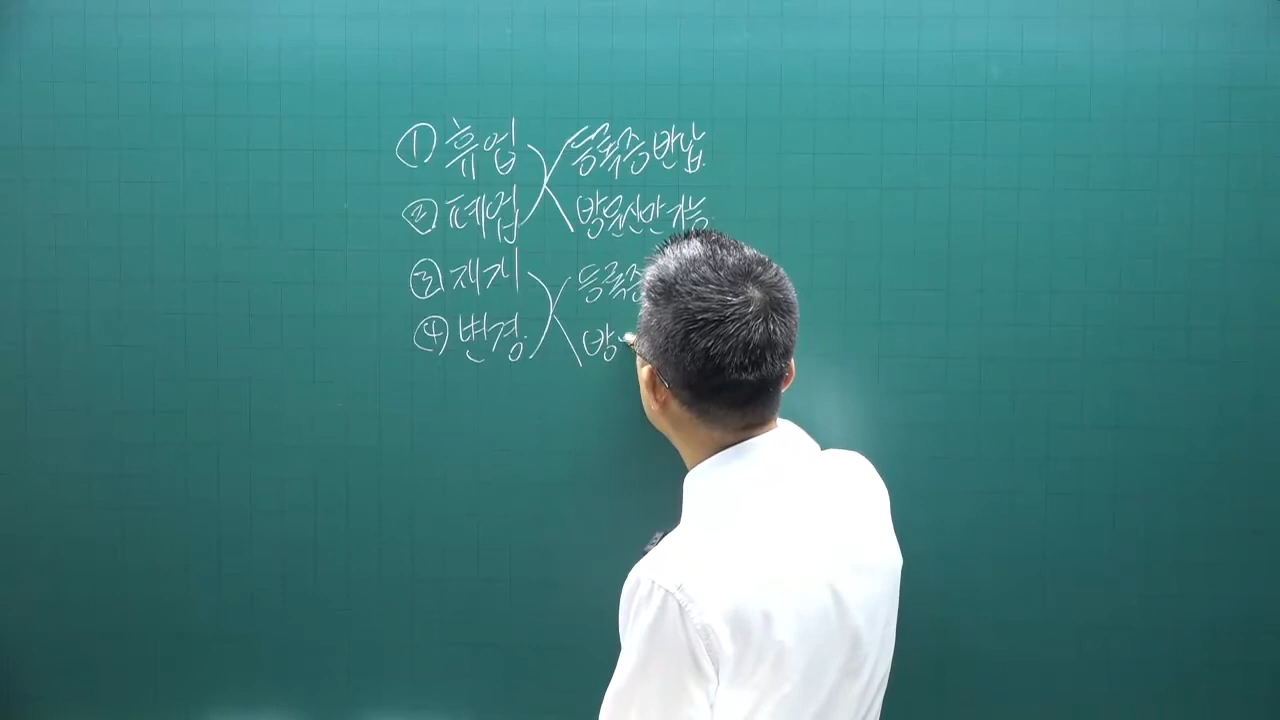 ① 휴업 등록증 반납
② 폐업 방문신만 가능
③ 재개 등록증
④ 변경 방